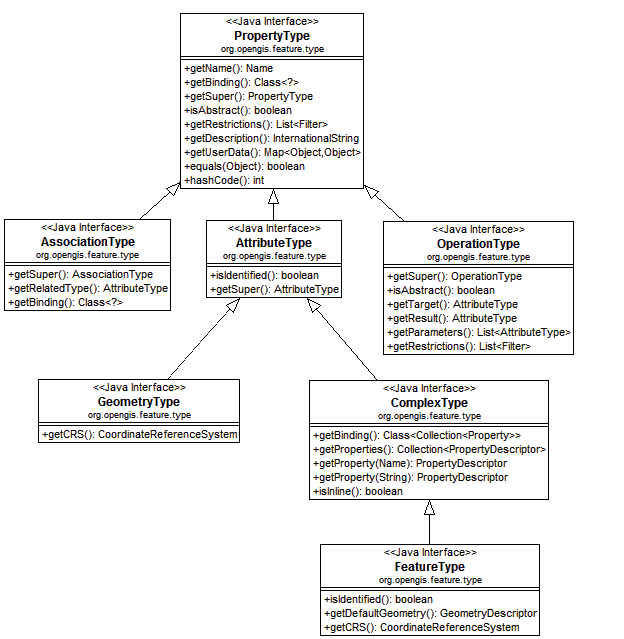 <<Java Interface>>
PropertyType
org.opengis.feature.type
+getName(): Name
+getBinding(): Class<?>
+getSuper(): PropertyType
+isAbstract(): boolean
+getRestrictions(): List<Filter>
+getDescription(): InternationalString
+getUserData(): Map<Object,Object>
+equals(Object): boolean
+hashCode(): int
<<Java Interface>>
AssociationType
org.opengis.feature.type
+getSuper(): AssociationType
+getRelatedType(): AttributeType
+getBinding(): Class<?>
<<Java Interface>>
AttributeType
org.opengis.feature.type
+isIdentified(): boolean
+getSuper(): AttributeType
<<Java Interface>>
OperationType
org.opengis.feature.type
+getSuper(): OperationType
+isAbstract(): boolean
+getTarget(): AttributeType
+getResult(): AttributeType
+getParameters(): List<AttributeType>
+getRestrictions(): List<Filter>
<<Java Interface>>
GeometryType
org.opengis.feature.type
+getCRS(): CoordinateReferenceSystem
<<Java Interface>>
ComplexType
org.opengis.feature.type
+getBinding(): Class<Collection<Property>>
+getProperties(): Collection<PropertyDescriptor>
+getProperty(Name): PropertyDescriptor
+getProperty(String): PropertyDescriptor
+isInline(): boolean
<<Java Interface>>
FeatureType
org.opengis.feature.type
+isIdentified(): boolean
+getDefaultGeometry(): GeometryDescriptor
+getCRS(): CoordinateReferenceSystem